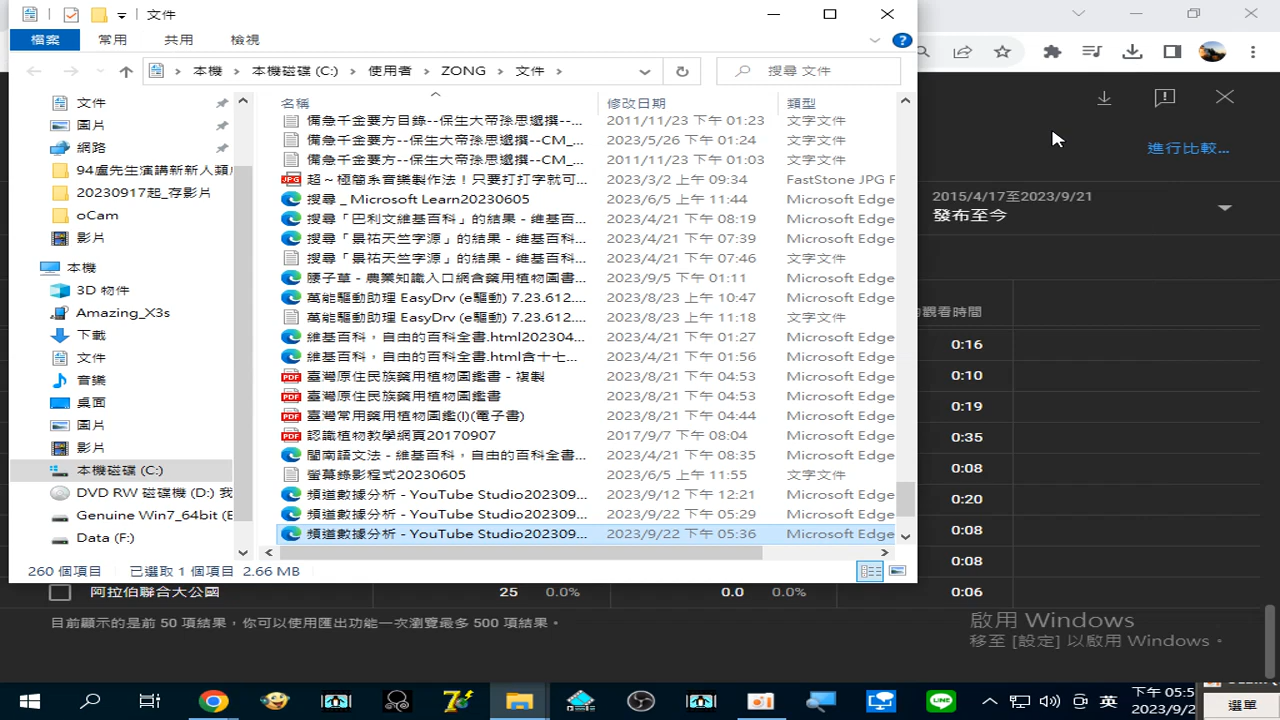 文件
檔案 常用 共用 檢視
本機 本機磁碟 (C:) 使用者 ZONG 文件
搜尋 文件
文件
圖片
網路
94盧先生演講新新人類
20230917起_存影片
oCam
影片
本機
3D 物件
Amazing_X3s
下載
文件
音樂
桌面
圖片
影片
本機磁碟 (C:)
DVD RW 磁碟機 (D:) 我
Genuine Win7_64bit (E
Data (F:)
名稱 修改日期 類型
備急千金要方目錄--保生大帝孫思邈撰--... 2011/11/23 下午 01:23 文字文件
備急千金要方--保生大帝孫思邈撰--CM_... 2023/5/26 下午 01:24 文字文件
備急千金要方--保生大帝孫思邈撰--CM_... 2011/11/23 下午 01:03 文字文件
超~極簡系音樂製作法！只要打打字就可... 2023/3/2 上午 09:34 FastStone JPG F
搜尋 _ Microsoft Learn20230605 2023/6/5 上午 11:44 Microsoft Edge
搜尋「巴利文維基百科」的結果 - 維基百... 2023/4/21 下午 08:19 Microsoft Edge
搜尋「景祐天竺字源」的結果 - 維基百科... 2023/4/21 下午 07:39 Microsoft Edge
搜尋「景祐天竺字源」的結果 - 維基百科... 2023/4/21 下午 07:46 文字文件
草 - 農業知識入口網含藥用植物圖書... 2023/9/5 下午 01:11 Microsoft Edge
萬能驅動助理 EasyDrv (e驅動) 7.23.612.... 2023/8/23 上午 10:47 Microsoft Edge
萬能驅動助理 EasyDrv (e驅動) 7.23.612.... 2023/8/23 上午 11:18 文字文件
維基百科，自由的百科全書.html202304... 2023/4/21 下午 01:27 Microsoft Edge
維基百科，自由的百科全書.html含十七... 2023/4/21 下午 01:56 Microsoft Edge
臺灣原住民族藥用植物圖鑑書 - 複製 2023/8/21 下午 04:53 Microsoft Edge
臺灣原住民族藥用植物圖鑑書 2023/8/21 下午 04:53 Microsoft Edge
臺灣常用藥用植物圖鑑(I)(電子書) 2023/8/21 下午 04:44 Microsoft Edge
認識植物教學網頁20170907 2017/9/7 下午 08:04 Microsoft Edge
閩南語文法 - 維基百科，自由的百科全書... 2023/4/21 下午 08:35 Microsoft Edge
螢幕錄影程式20230605 2023/6/5 上午 11:55 文字文件
頻道數據分析 - YouTube Studio202309... 2023/9/12 下午 12:21 Microsoft Edge
頻道數據分析 - YouTube Studio202309... 2023/9/22 下午 05:29 Microsoft Edge
頻道數據分析 - YouTube Studio202309... 2023/9/22 下午 05:36 Microsoft Edge
260 個項目 已選取 1 個項目 2.66 MB
進行比較...
2015/4/17至2023/9/21
發布至今
觀看時間
0:16
0:10
0:19
0:35
0:08
0:20
0:08
0:08
阿拉伯聯合大公國 25 0.0% 0.0 0.0% 0:06
目前顯示的是前 50 項結果，你可以使用匯出功能一次瀏覽最多 500 項結果。
啟用 Windows
移至 [設定] 以啟用 Windows。
LINE
英
下午 05:5
2023/9/2
選單